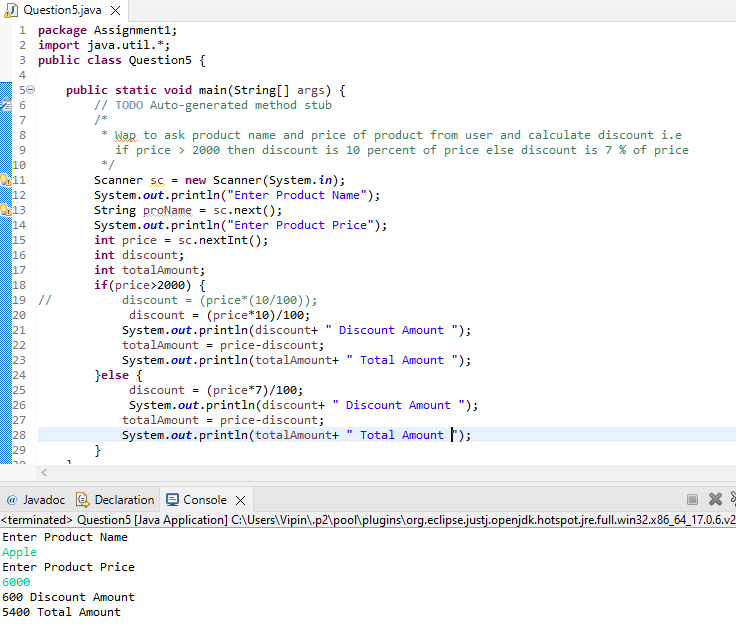 Question5.java
1 package Assignment1;
2 import java.util.*;
3 public class Question5 {
4
5 public static void main(String[] args) {
6 // TODO Auto-generated method stub
7 /*
8 * Wap to ask product name and price of product from user and calculate discount i.e
9 if price > 2000 then discount is 10 percent of price else discount is 7 % of price
10 */
11 Scanner sc = new Scanner(System.in);
12 System.out.println("Enter Product Name");
13 String proName = sc.next();
14 System.out.println("Enter Product Price");
15 int price = sc.nextInt();
16 int discount;
17 int totalAmount;
18 if(price>2000) {
19 // discount = (price*(10/100));
20 discount = (price*10)/100;
21 System.out.println(discount+ " Discount Amount ");
22 totalAmount = price-discount;
23 System.out.println(totalAmount+ " Total Amount ");
24 }else {
25 discount = (price*7)/100;
26 System.out.println(discount+ " Discount Amount ");
27 totalAmount = price-discount;
28 System.out.println(totalAmount+ " Total Amount ");
29 }
@ Javadoc Declaration Console
<terminated> Question5 [Java Application] C:\Users\Vipin\.p2\pool\plugins\org.eclipse.justj.openjdk.hotspot.jre.full.win32.x86_64_17.0.6.v2
Enter Product Name
Apple
Enter Product Price
6000
600 Discount Amount
5400 Total Amount